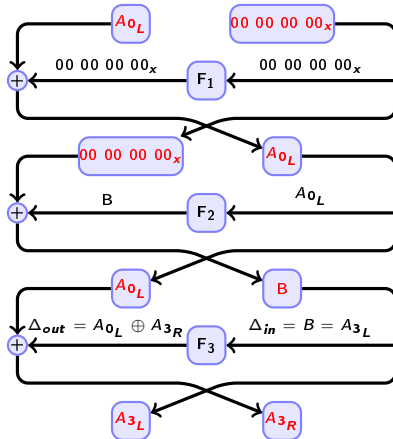 A₀L 00 00 00 00ₓ
00 00 00 00ₓ F₁ 00 00 00 00ₓ
+
00 00 00 00ₓ A₀L
B F₂ A₀L
+
A₀L B
Δout = A₀L ⊕ A₃R F₃ Δin = B = A₃L
+
A₃L A₃R